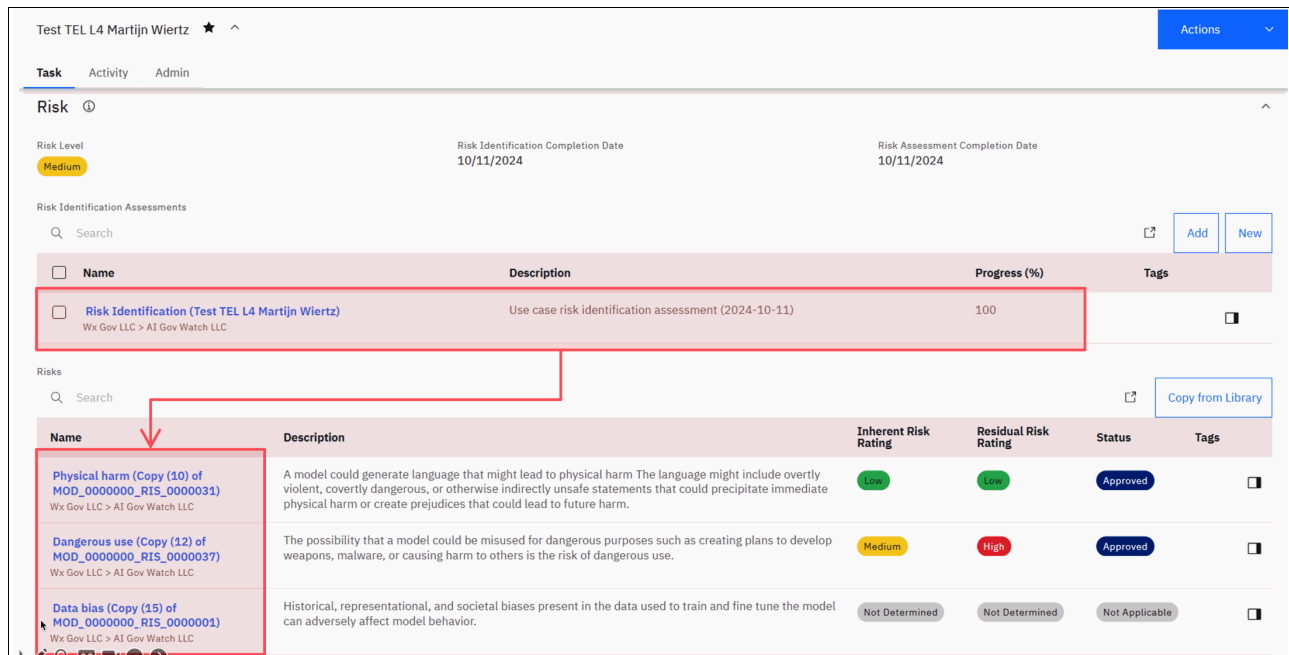 Test TEL L4 Martijn Wiertz
Actions
Task Activity Admin
Risk
Risk Level Risk Identification Completion Date Risk Assessment Completion Date
Medium 10/11/2024 10/11/2024
Risk Identification Assessments
Search Add New
Name Description Progress (%) Tags
Risk Identification (Test TEL L4 Martijn Wiertz) Use case risk identification assessment (2024-10-11) 100
Wx Gov LLC > AI Gov Watch LLC
Risks
Search Copy from Library
Name Description Inherent Risk Rating Residual Risk Rating Status Tags
Physical harm (Copy (10) of
MOD_0000000_RIS_0000031)
Wx Gov LLC > AI Gov Watch LLC
A model could generate language that might lead to physical harm The language might include overtly
violent, covertly dangerous, or otherwise indirectly unsafe statements that could precipitate immediate
physical harm or create prejudices that could lead to future harm.
Low Low Approved
Dangerous use (Copy (12) of
MOD_0000000_RIS_0000037)
Wx Gov LLC > AI Gov Watch LLC
The possibility that a model could be misused for dangerous purposes such as creating plans to develop
weapons, malware, or causing harm to others is the risk of dangerous use.
Medium High Approved
Data bias (Copy (15) of
MOD_0000000_RIS_0000001)
Wx Gov LLC > AI Gov Watch LLC
Historical, representational, and societal biases present in the data used to train and fine tune the model
can adversely affect model behavior.
Not Determined Not Determined Not Applicable